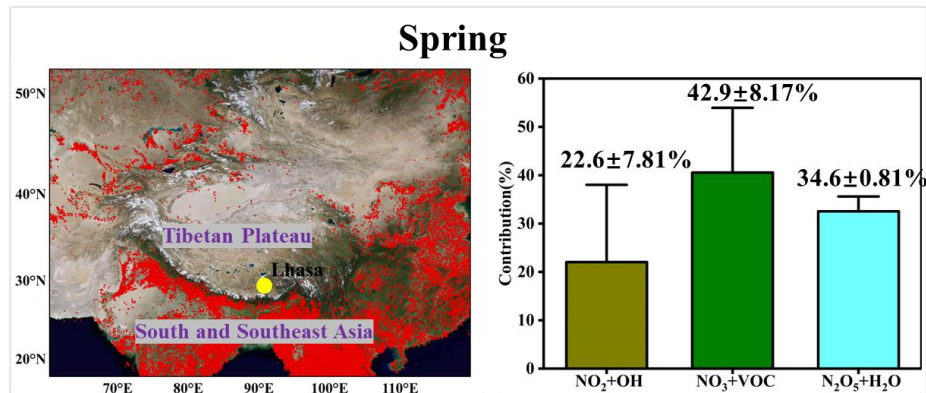 Spring
50°N
40°N
30°N
20°N
70°E
80°E
90°E
100°E
110°E
Tibetan Plateau
Lhasa
South and Southeast Asia
Contribution(%)
60
50
40
30
20
10
0
22.6±7.81%
42.9±8.17%
34.6±0.81%
NO₂+OH
NO₃+VOC
N₂O₅+H₂O